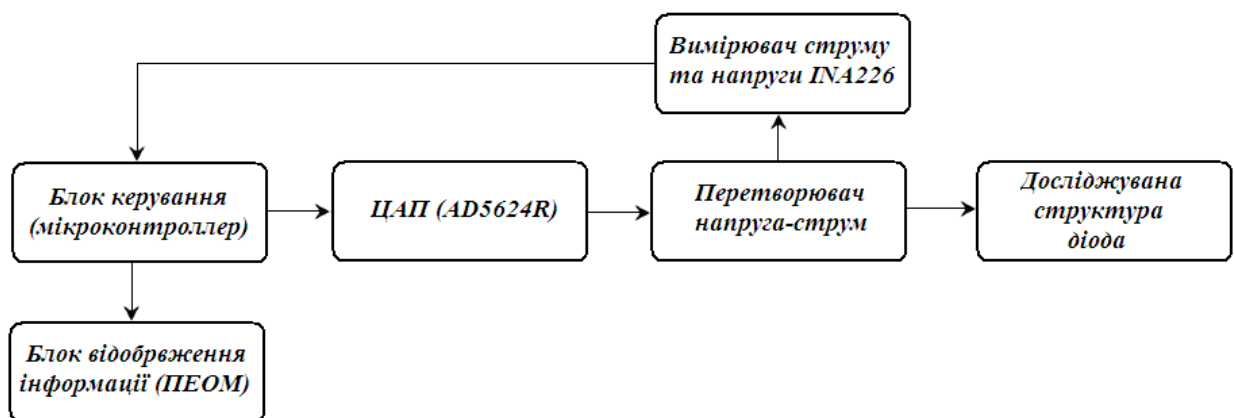 Вимірювач струму
та напруги INA226
Блок керування
(мікроконтроллер)
ЦАП (AD5624R)
Перетворювач
напруга-струм
Досліджувана
структура
діода
Блок відобрвження
інформації (ПЕОМ)